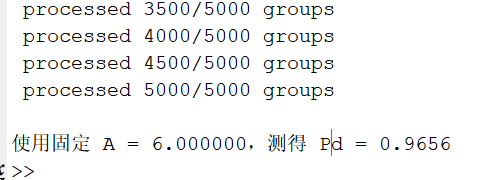 processed 3500/5000 groups
processed 4000/5000 groups
processed 4500/5000 groups
processed 5000/5000 groups
使用固定 A = 6.000000，测得 Pd = 0.9656
>>